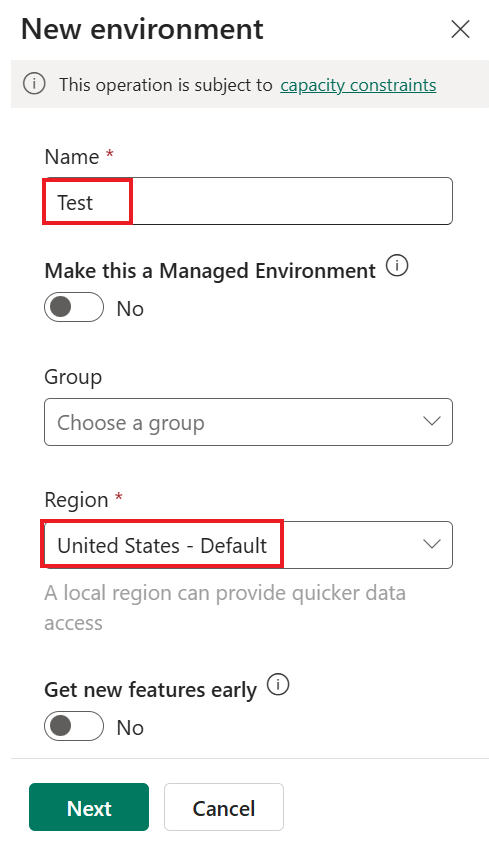 New environment
This operation is subject to capacity constraints
Name *
Test
Make this a Managed Environment
No
Group
Choose a group
Region *
United States - Default
A local region can provide quicker data
access
Get new features early
No
Next Cancel